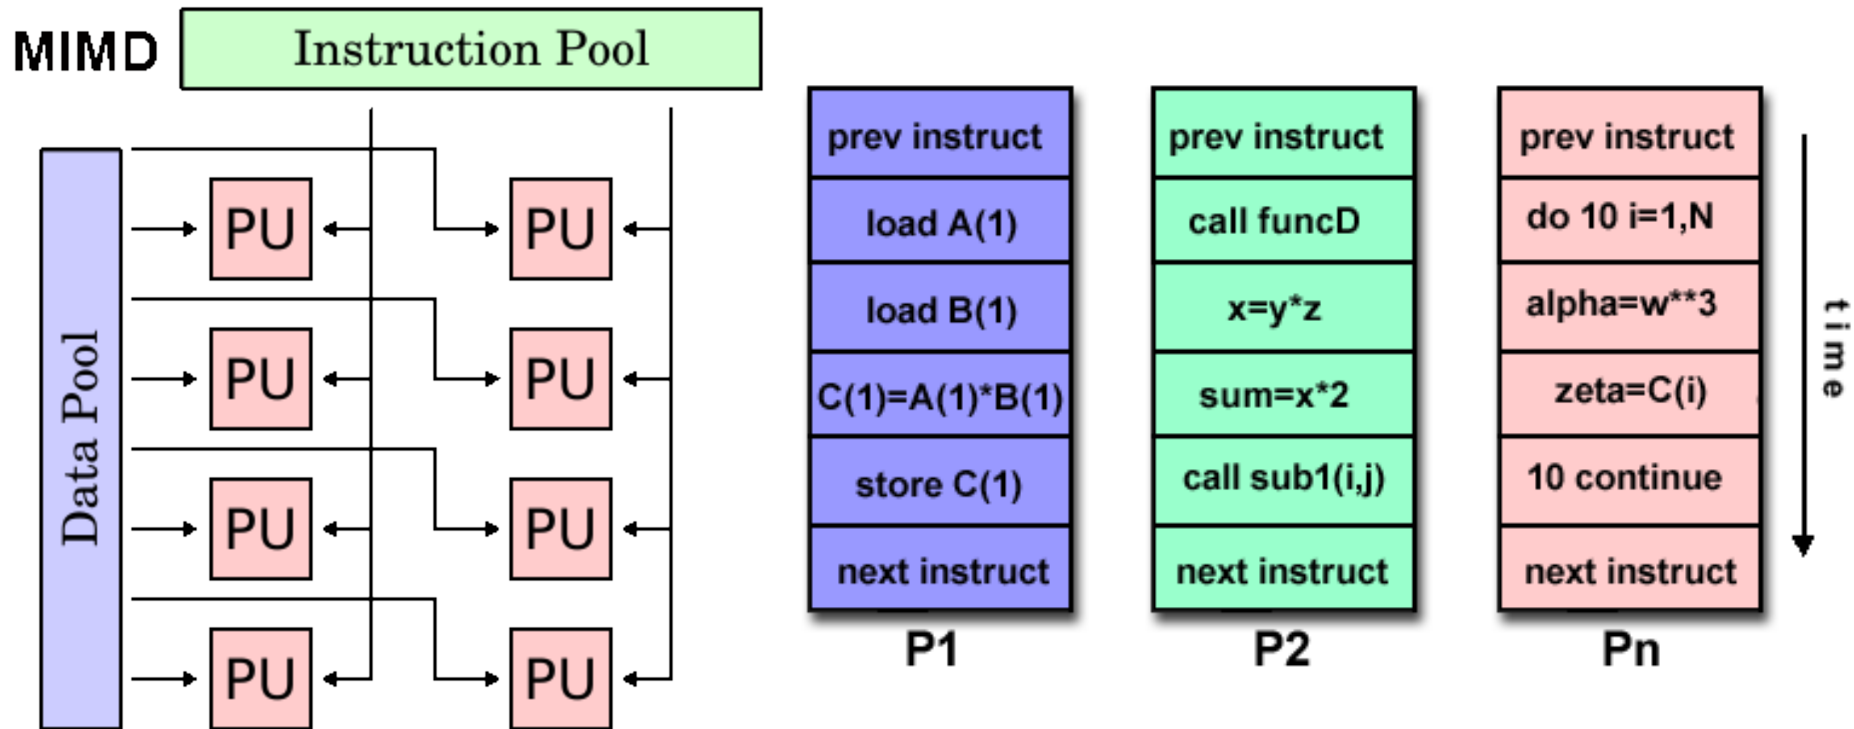 MIMD
Instruction Pool
Data Pool
PU
PU
PU
PU
PU
PU
PU
PU
prev instruct
load A(1)
load B(1)
C(1)=A(1)*B(1)
store C(1)
next instruct
P1
prev instruct
call funcD
x=y*z
sum=x*2
call sub1(i,j)
next instruct
P2
prev instruct
do 10 i=1,N
alpha=w**3
zeta=C(i)
10 continue
next instruct
Pn
time